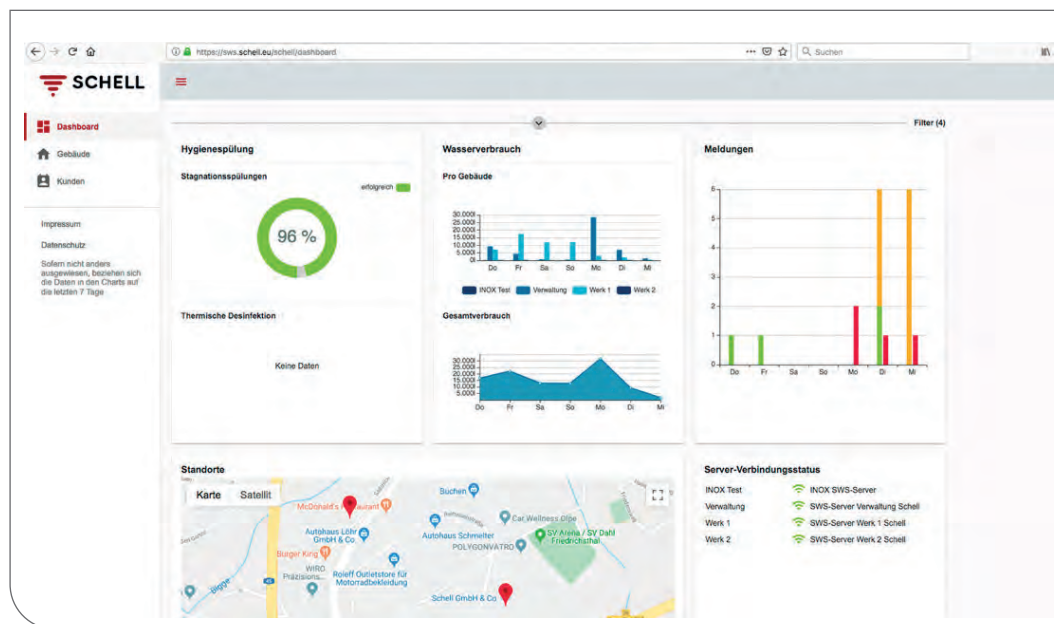 https://sws.schell.eu/schell/dashboard
Suchen
SCHELL
Dashboard
Gebäude
Kunden
Impressum
Datenschutz
Sofern nicht anders
ausgewiesen, beziehen sich
die Daten in den Charts auf
die letzten 7 Tage
Filter (4)
Hygienespülung
Stagnationsspülungen
erfolgreich
96 %
Thermische Desinfektion
Keine Daten
Wasserverbrauch
Pro Gebäude
30.000l
25.000l
20.000l
15.000l
10.000l
5.000l
0l
Do Fr Sa So Mo Di Mi
INOX Test Verwaltung Werk 1 Werk 2
Gesamtverbrauch
30.000l
25.000l
20.000l
15.000l
10.000l
5.000l
Do Fr Sa So Mo Di Mi
Meldungen
6
5
4
3
2
1
0
Do Fr Sa So Mo Di Mi
Standorte
Karte Satellit
Suchen
McDonald's
Autohaus Löhr
GmbH & Co
Burger King
WIRO
Präzisions...
Roleff Outletstore für
Motorradbekleidung
Bigge
Autohaus Schmelter
Car Wellness Olpe
POLYGONVATRO
SV Arena / SV Dahl
Friedrichsthal
Schell GmbH & Co
Server-Verbindungsstatus
INOX Test INOX SWS-Server
Verwaltung SWS-Server Verwaltung Schell
Werk 1 SWS-Server Werk 1 Schell
Werk 2 SWS-Server Werk 2 Schell